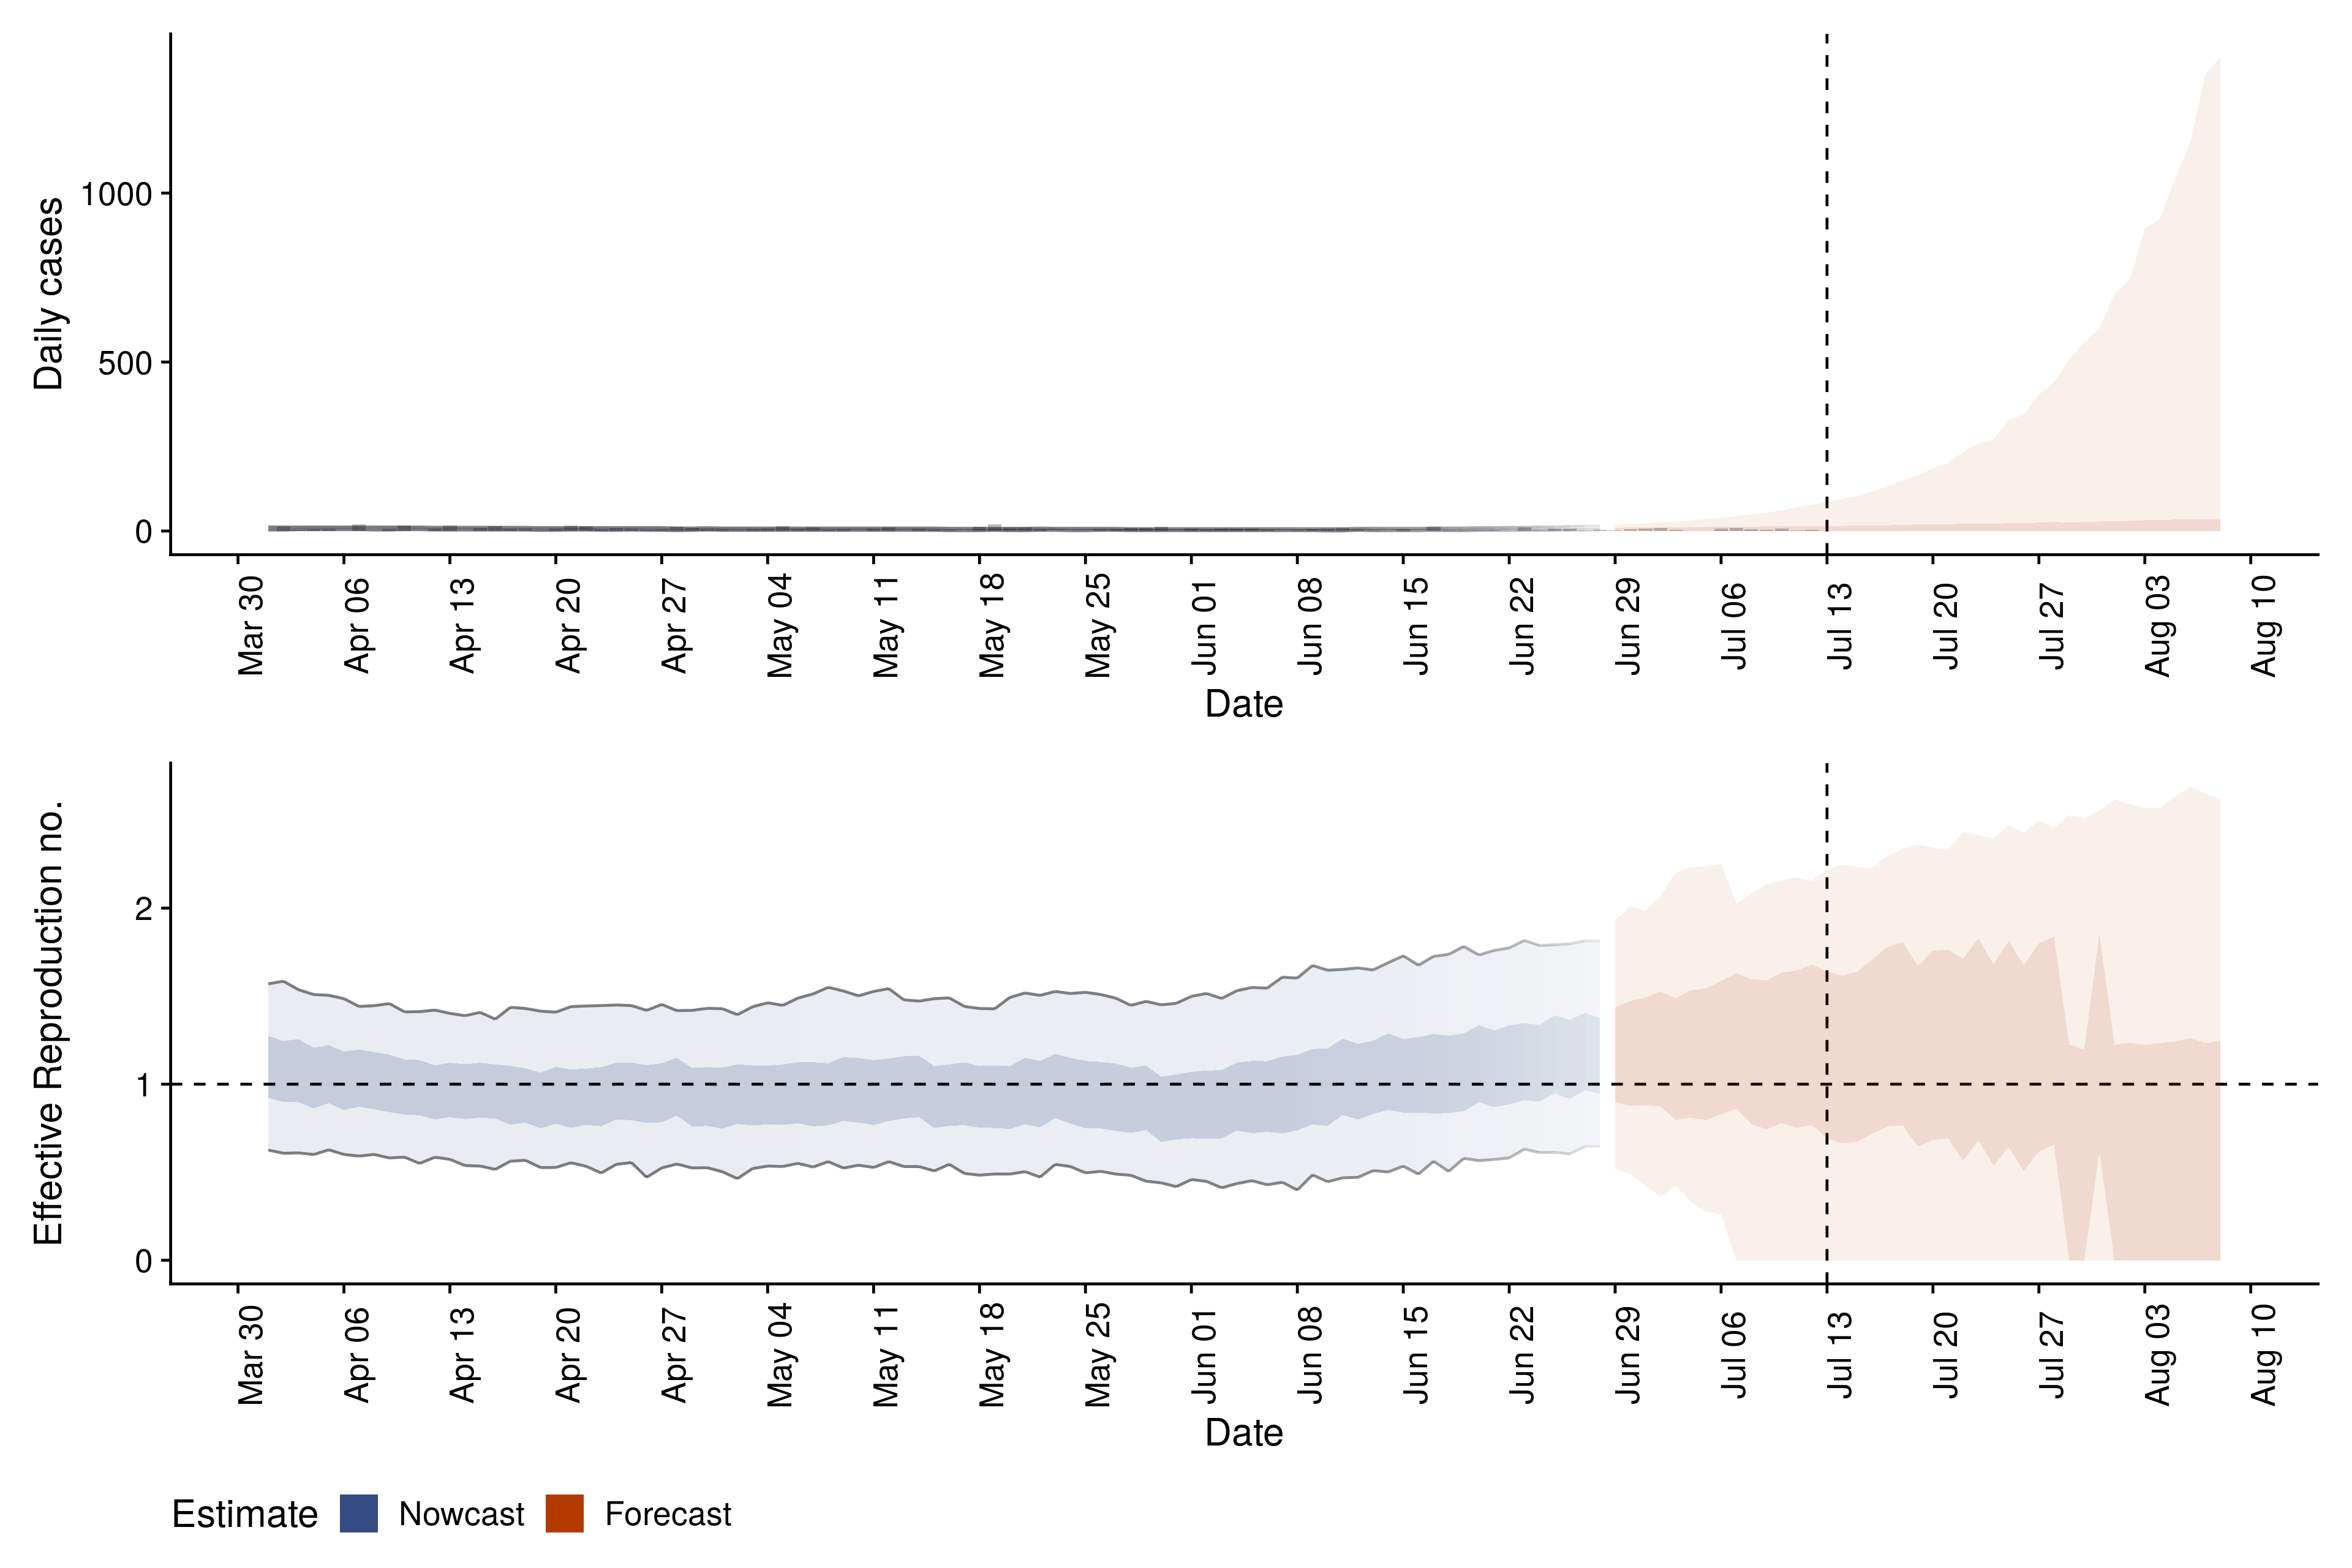 Daily cases
1000
500
0
Mar 30 Apr 06 Apr 13 Apr 20 Apr 27 May 04 May 11 May 18 May 25 Jun 01 Jun 08 Jun 15 Jun 22 Jun 29 Jul 06 Jul 13 Jul 20 Jul 27 Aug 03 Aug 10
Date
Effective Reproduction no.
2
1
0
Mar 30 Apr 06 Apr 13 Apr 20 Apr 27 May 04 May 11 May 18 May 25 Jun 01 Jun 08 Jun 15 Jun 22 Jun 29 Jul 06 Jul 13 Jul 20 Jul 27 Aug 03 Aug 10
Date
Estimate Nowcast Forecast